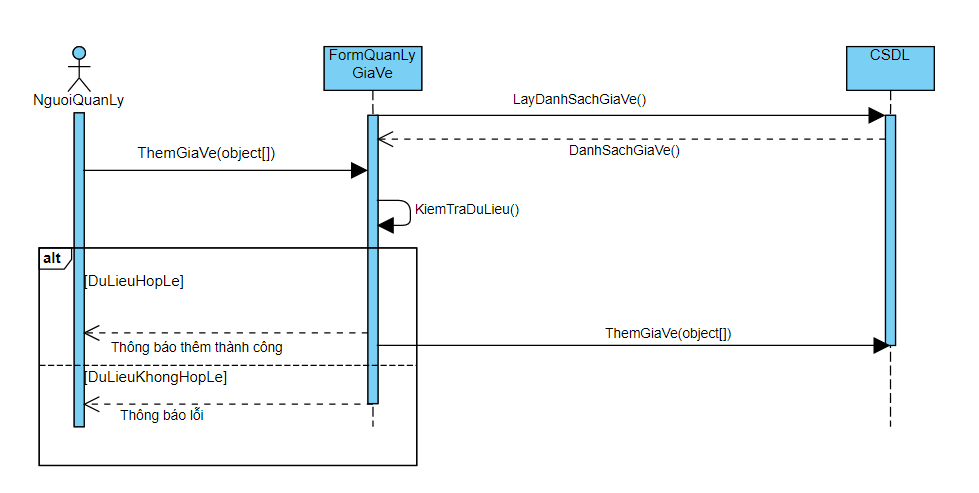 FormQuanLy
GiaVe
CSDL
NguoiQuanLy
LayDanhSachGiaVe()
DanhSachGiaVe()
ThemGiaVe(object[])
KiemTraDuLieu()
alt
[DuLieuHopLe]
ThemGiaVe(object[])
Thông báo thêm thành công
[DuLieuKhongHopLe]
Thông báo lỗi